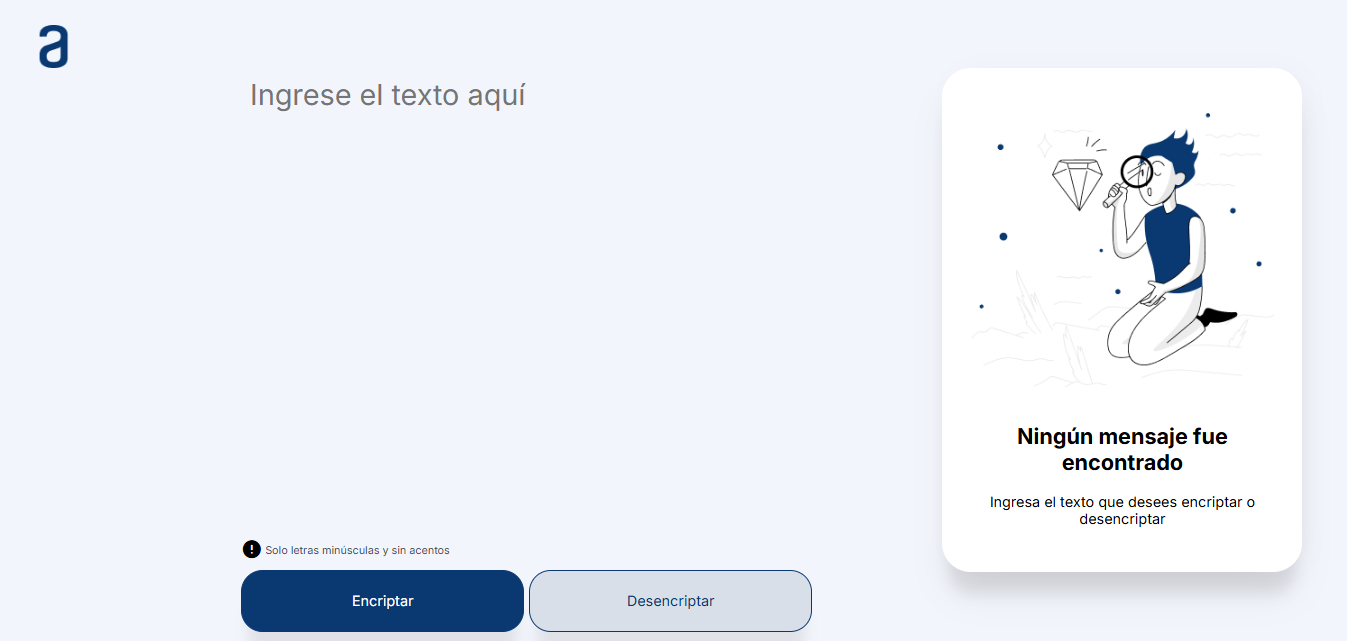 a
Ingrese el texto aquí
Ningún mensaje fue
encontrado
Ingresa el texto que desees encriptar o
desencriptar
! Solo letras minúsculas y sin acentos
Encriptar
Desencriptar